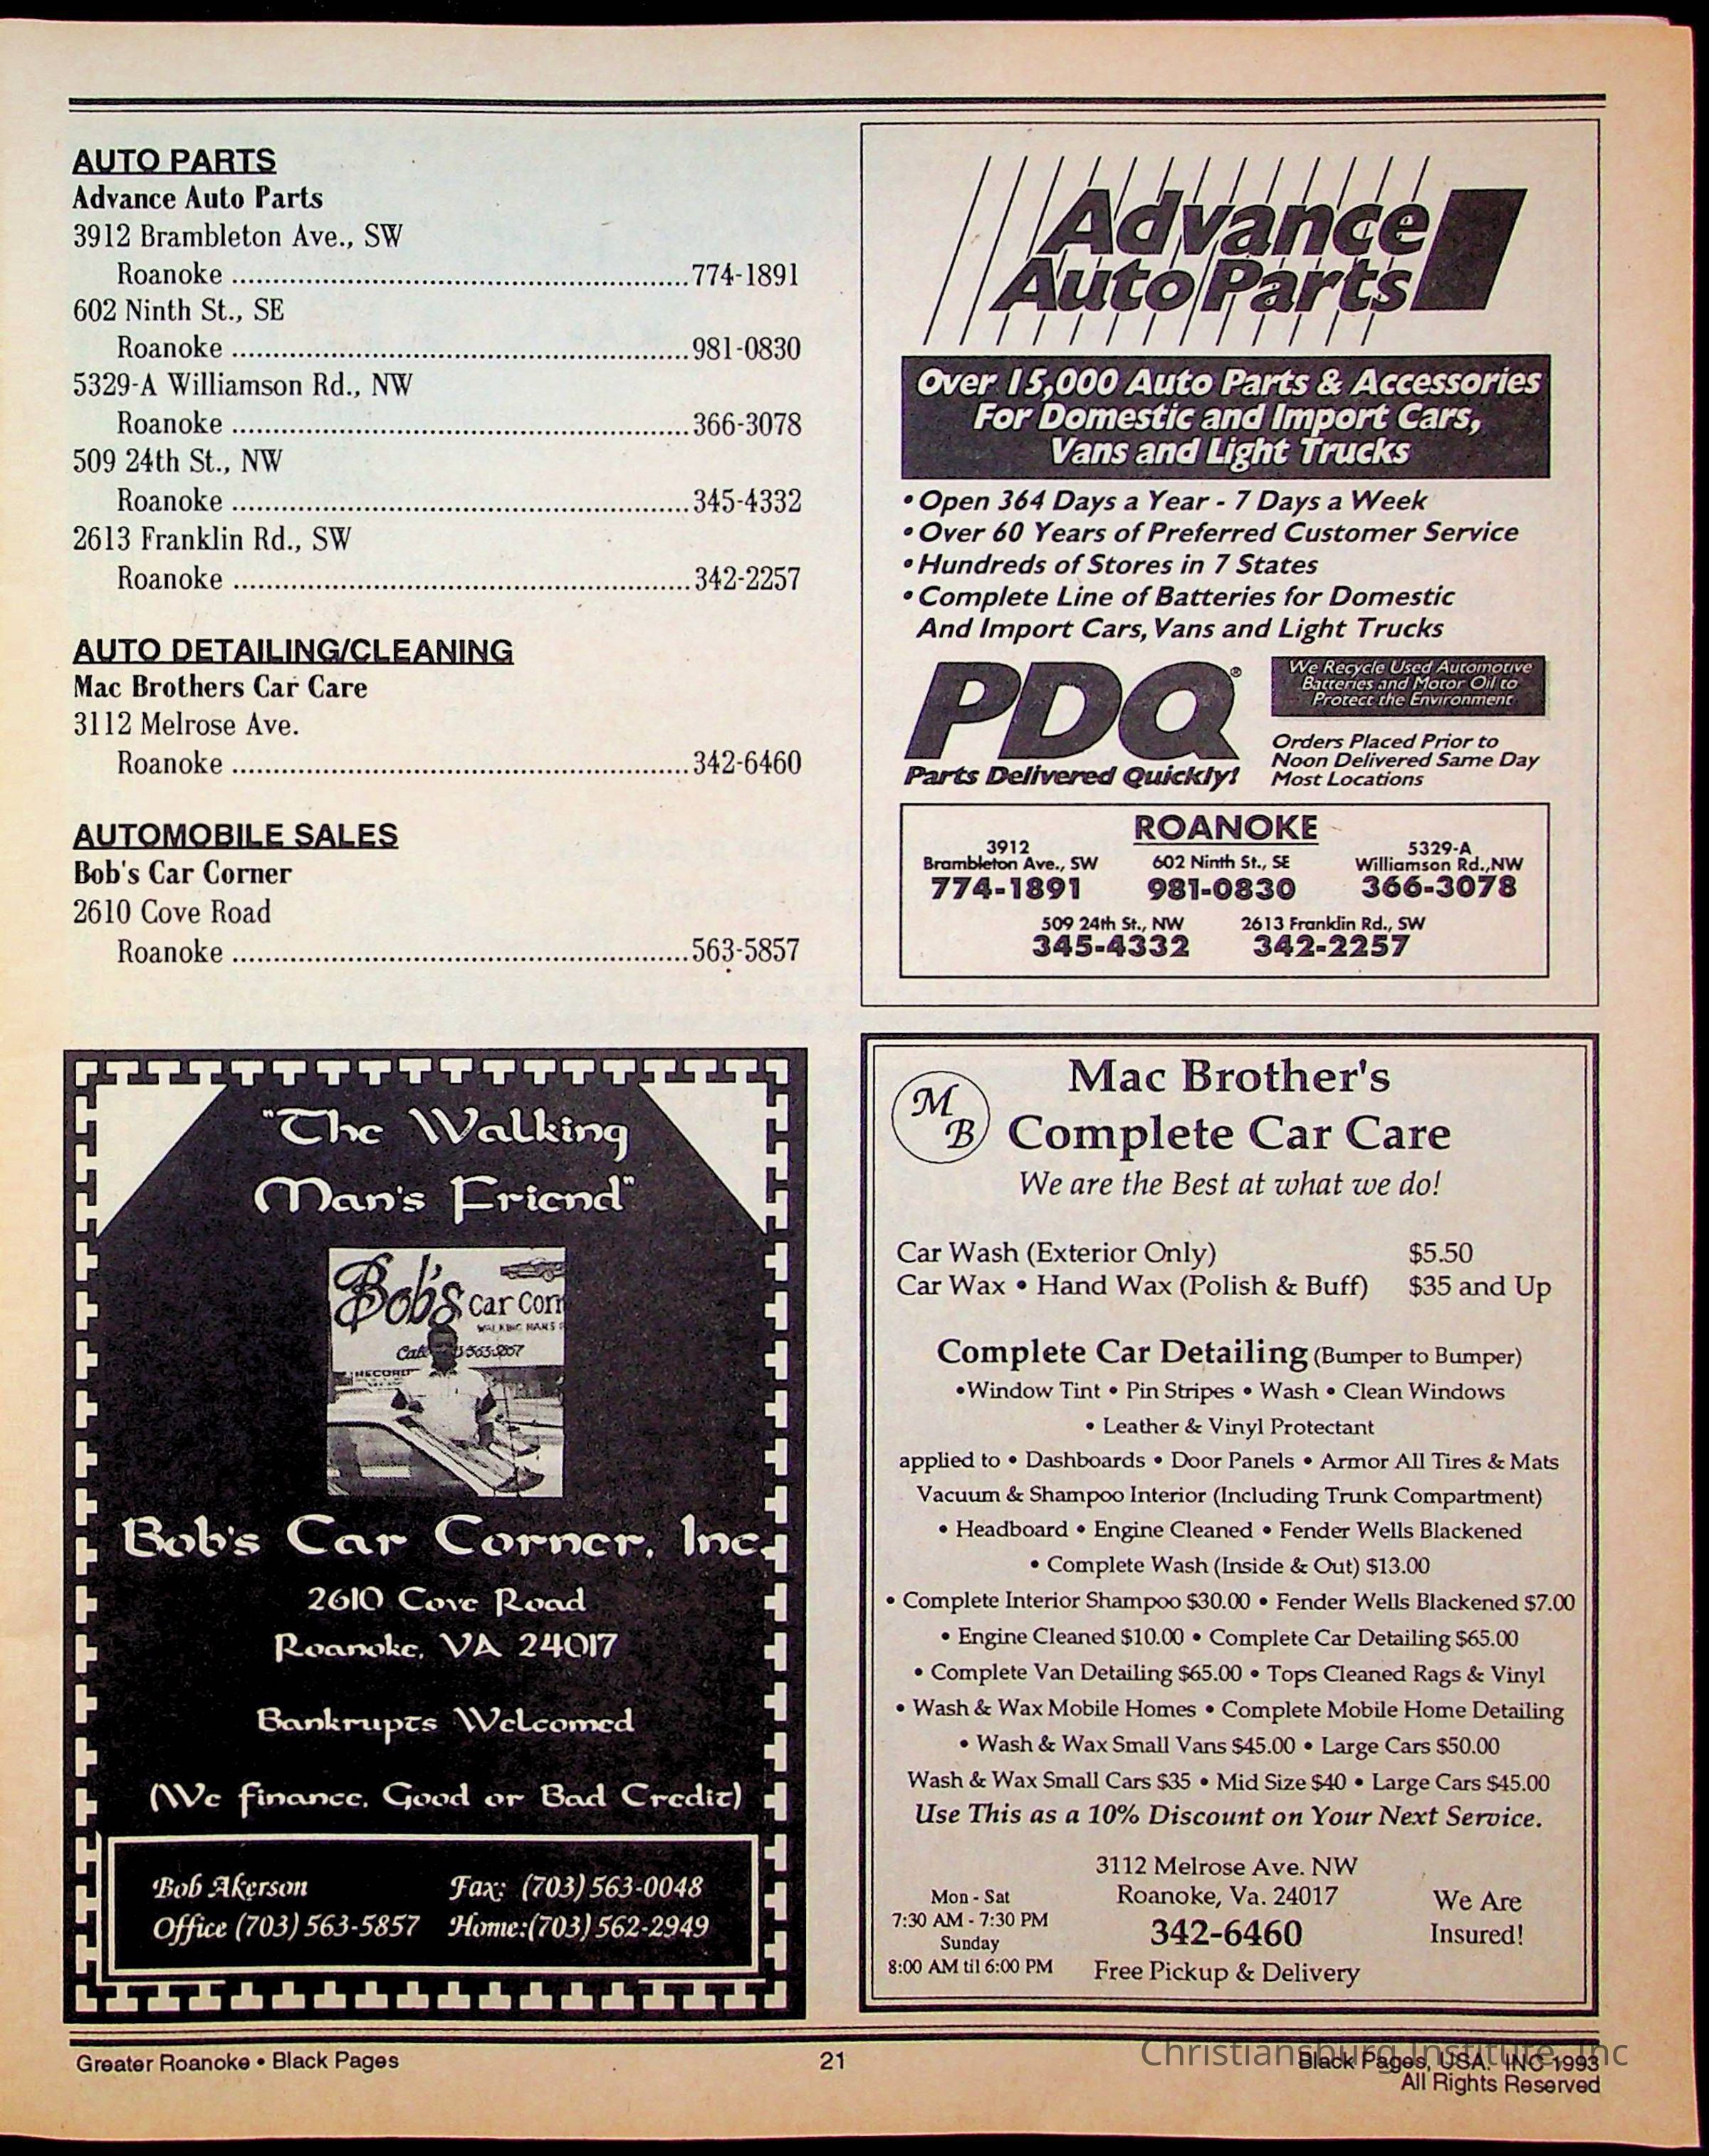 AUTO PARTS
Advance Auto Parts
3912 Brambleton Ave., SW
Roanoke ........................................................774-1891
602 Ninth St., SE
Roanoke ........................................................981-0830
5329-A Williamson Rd., NW
Roanoke ........................................................366-3078
509 24th St., NW
Roanoke ........................................................345-4332
2613 Franklin Rd., SW
Roanoke ........................................................342-2257
AUTO DETAILING/CLEANING
Mac Brothers Car Care
3112 Melrose Ave.
Roanoke ........................................................342-6460
AUTOMOBILE SALES
Bob's Car Corner
2610 Cove Road
Roanoke ........................................................563-5857
Advance
Auto Parts
Over 15,000 Auto Parts & Accessories
For Domestic and Import Cars,
Vans and Light Trucks
• Open 364 Days a Year - 7 Days a Week
• Over 60 Years of Preferred Customer Service
• Hundreds of Stores in 7 States
• Complete Line of Batteries for Domestic
And Import Cars, Vans and Light Trucks
PDQ®
Parts Delivered Quickly!
We Recycle Used Automotive
Batteries and Motor Oil to
Protect the Environment
Orders Placed Prior to
Noon Delivered Same Day
Most Locations
ROANOKE
3912
Brambleton Ave., SW
774-1891
602 Ninth St., SE
981-0830
5329-A
Williamson Rd.,NW
366-3078
509 24th St., NW
345-4332
2613 Franklin Rd., SW
342-2257
"The Walking
Man's Friend"
Bob's Car Corn
WALKING MANS F
Call 563-5857
RECORD
Bob's Car Corner, Inc.
2610 Cove Road
Roanoke, VA 24017
Bankrupts Welcomed
(We finance, Good or Bad Credit)
Bob Akerson Fax: (703) 563-0048
Office (703) 563-5857 Home:(703) 562-2949
MB
Mac Brother's
Complete Car Care
We are the Best at what we do!
Car Wash (Exterior Only) $5.50
Car Wax • Hand Wax (Polish & Buff) $35 and Up
Complete Car Detailing (Bumper to Bumper)
•Window Tint • Pin Stripes • Wash • Clean Windows
• Leather & Vinyl Protectant
applied to • Dashboards • Door Panels • Armor All Tires & Mats
Vacuum & Shampoo Interior (Including Trunk Compartment)
• Headboard • Engine Cleaned • Fender Wells Blackened
• Complete Wash (Inside & Out) $13.00
• Complete Interior Shampoo $30.00 • Fender Wells Blackened $7.00
• Engine Cleaned $10.00 • Complete Car Detailing $65.00
• Complete Van Detailing $65.00 • Tops Cleaned Rags & Vinyl
• Wash & Wax Mobile Homes • Complete Mobile Home Detailing
• Wash & Wax Small Vans $45.00 • Large Cars $50.00
Wash & Wax Small Cars $35 • Mid Size $40 • Large Cars $45.00
Use This as a 10% Discount on Your Next Service.
Mon - Sat
7:30 AM - 7:30 PM
Sunday
8:00 AM til 6:00 PM
3112 Melrose Ave. NW
Roanoke, Va. 24017
342-6460
Free Pickup & Delivery
We Are
Insured!
Greater Roanoke • Black Pages
21
Christiansburg Institute, Inc
Black Pages, USA. INC 1993
All Rights Reserved